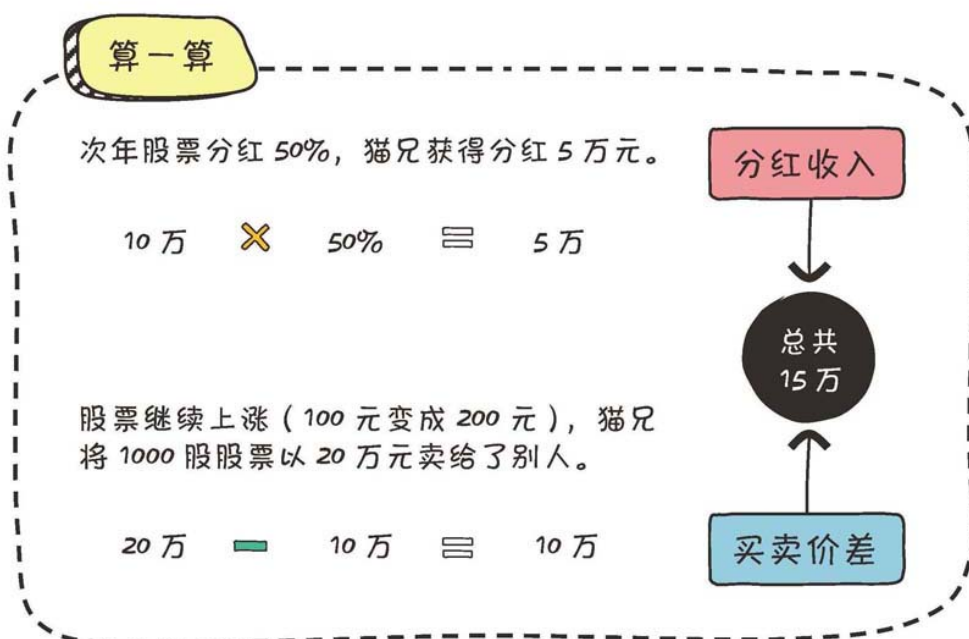 算一算
次年股票分红 50%，猫兄获得分红 5 万元。
分红收入
10 万 × 50% = 5 万
总共
15 万
股票继续上涨（100 元变成 200 元），猫兄
将 1000 股股票以 20 万元卖给了别人。
20 万 - 10 万 = 10 万
买卖价差